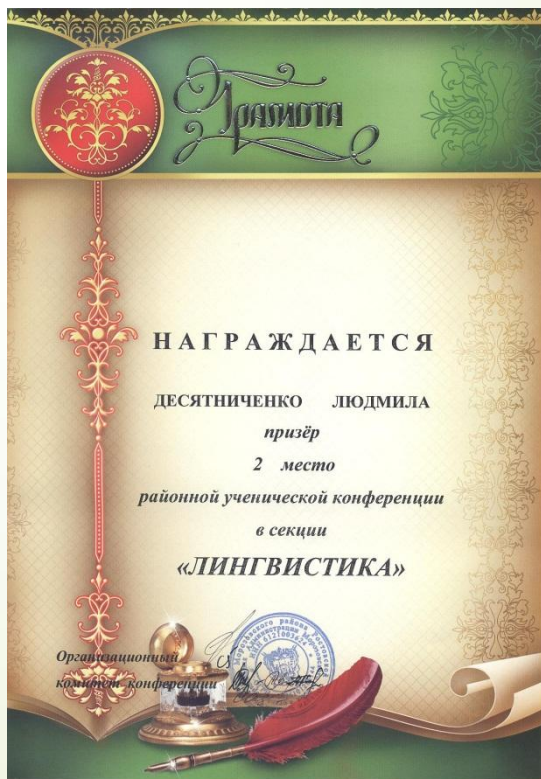 Грамота
НАГРАЖДАЕТСЯ
ДЕСЯТНИЧЕНКО ЛЮДМИЛА
призёр
2 место
районной ученической конференции
в секции
«ЛИНГВИСТИКА»
Организационный
комитет конференции